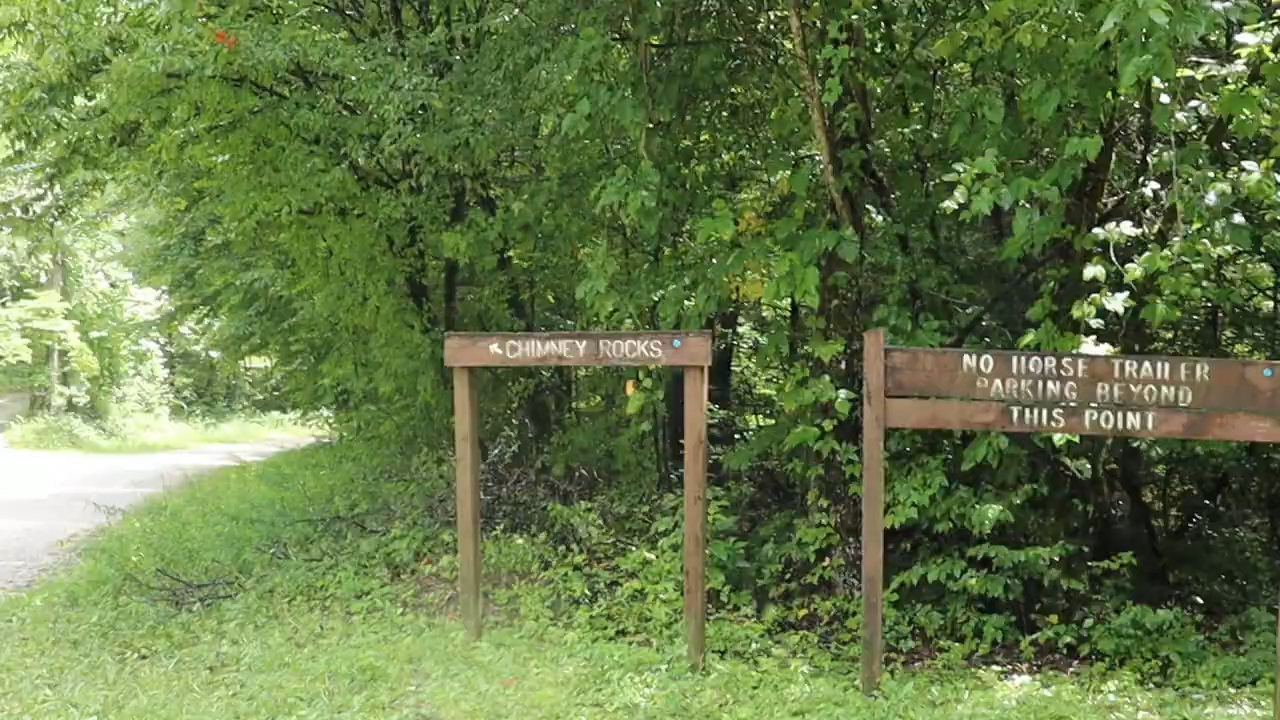 CHIMNEY ROCKS
NO HORSE TRAILER
PARKING BEYOND
THIS POINT